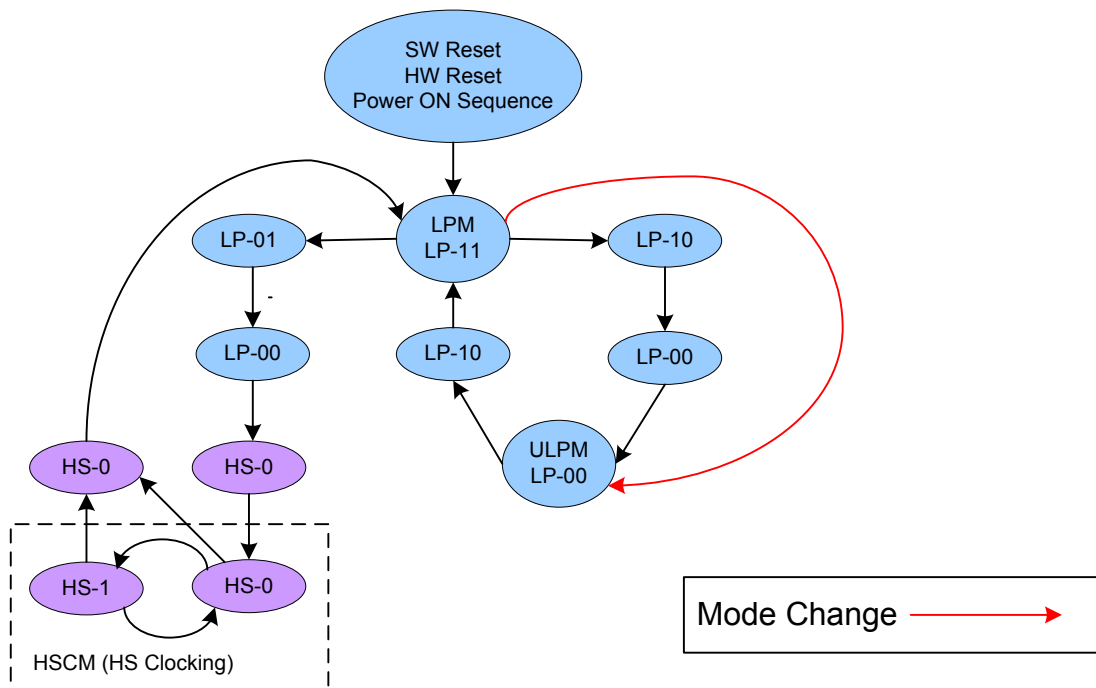 SW Reset
HW Reset
Power ON Sequence
LPM
LP-11
LP-01
LP-10
LP-00
LP-10
LP-00
ULPM
LP-00
HS-0
HS-0
HS-1
HS-0
HSCM (HS Clocking)
Mode Change